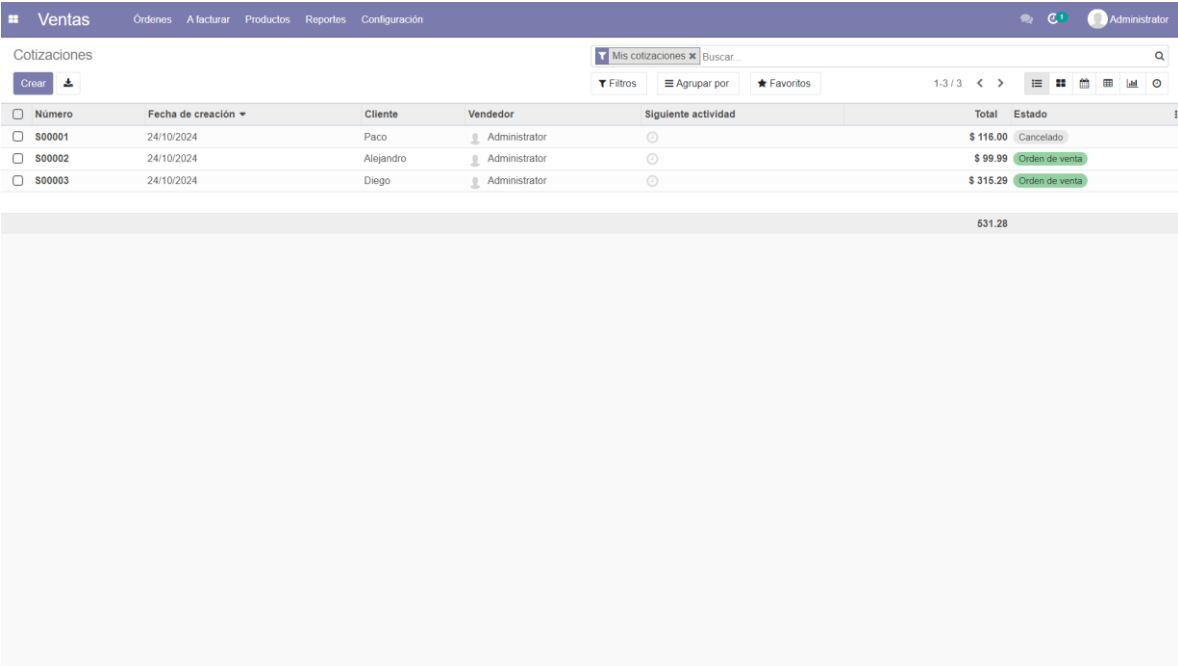 Ventas Órdenes A facturar Productos Reportes Configuración 1 Administrator
Cotizaciones Mis cotizaciones Buscar...
Crear Filtros Agrupar por Favoritos 1-3 / 3
Número Fecha de creación Cliente Vendedor Siguiente actividad Total Estado
S00001 24/10/2024 Paco Administrator $ 116.00 Cancelado
S00002 24/10/2024 Alejandro Administrator $ 99.99 Orden de venta
S00003 24/10/2024 Diego Administrator $ 315.29 Orden de venta
531.28